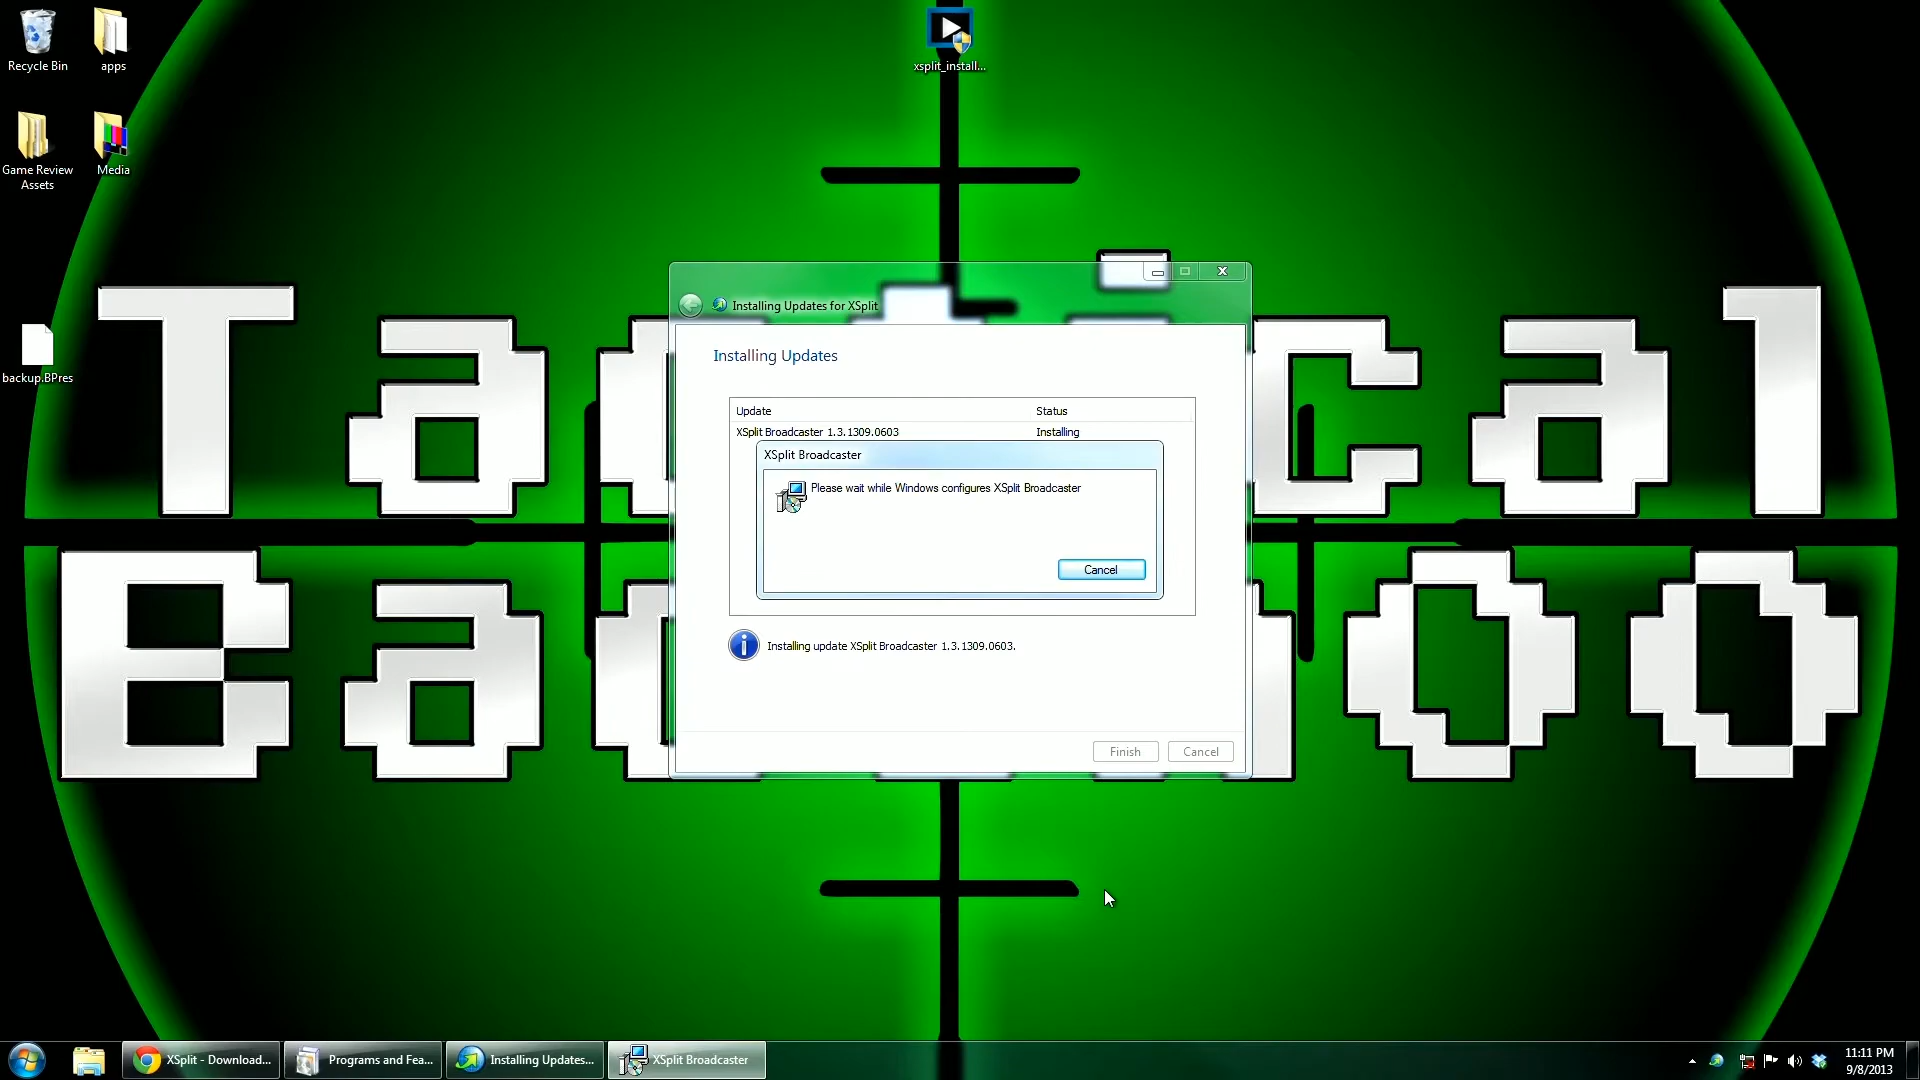 Recycle Bin
apps
xsplit_install...
Game Review
Assets
Media
backup.BPres
Installing Updates for XSplit
Installing Updates
Update
Status
XSplit Broadcaster 1.3.1309.0603
Installing
XSplit Broadcaster
Please wait while Windows configures XSplit Broadcaster
Cancel
Installing update XSplit Broadcaster 1.3.1309.0603.
Finish
Cancel
XSplit - Download...
Programs and Fea...
Installing Updates...
XSplit Broadcaster
11:11 PM
9/8/2013